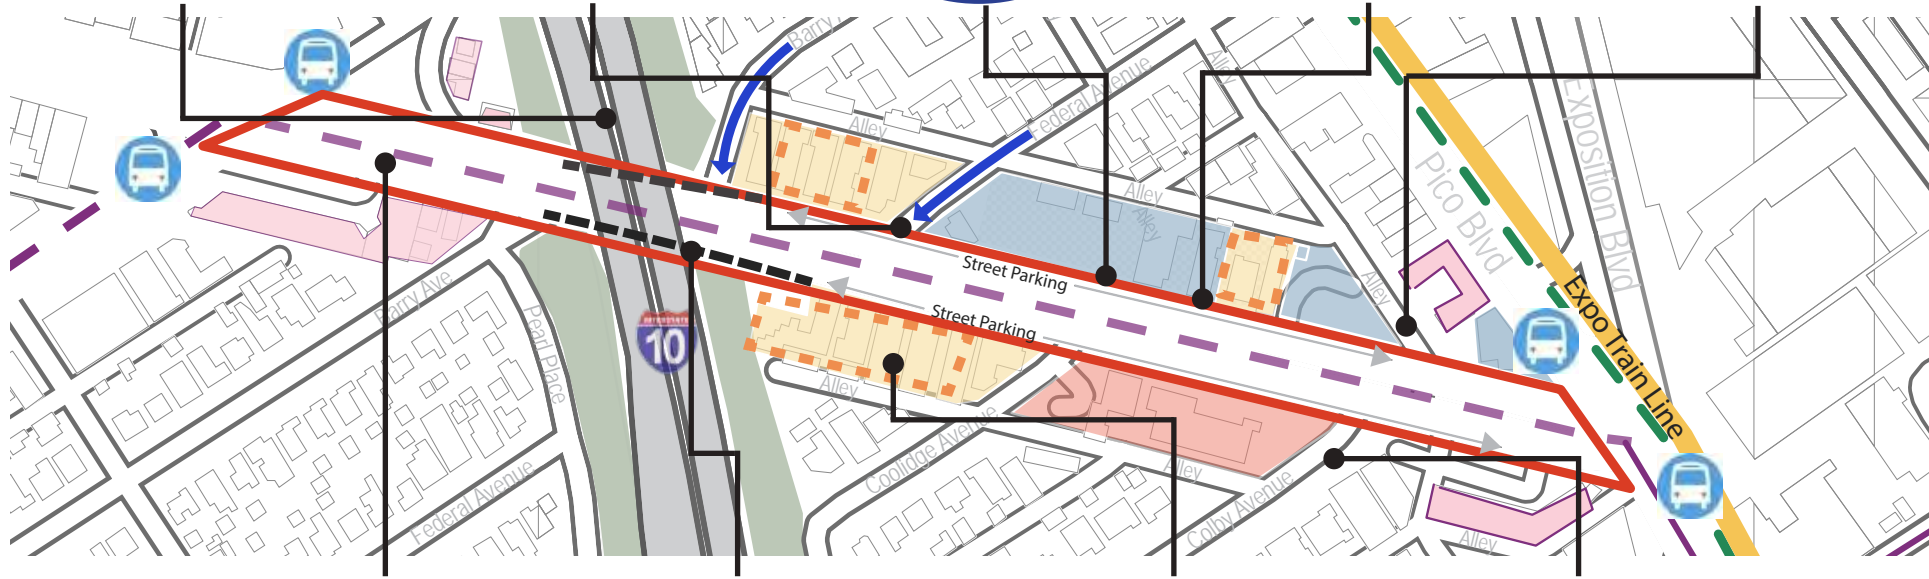 Barry
Alley
Federal Avenue
Alley
Alley
Alley
Street Parking
Street Parking
Alley
Pico Blvd
Exposition Blvd
Expo Train Line
Barry Ave
Pearl Place
INTERSTATE
10
Alley
Coolidge Avenue
Federal Avenue
Alley
Colby Avenue
Alley